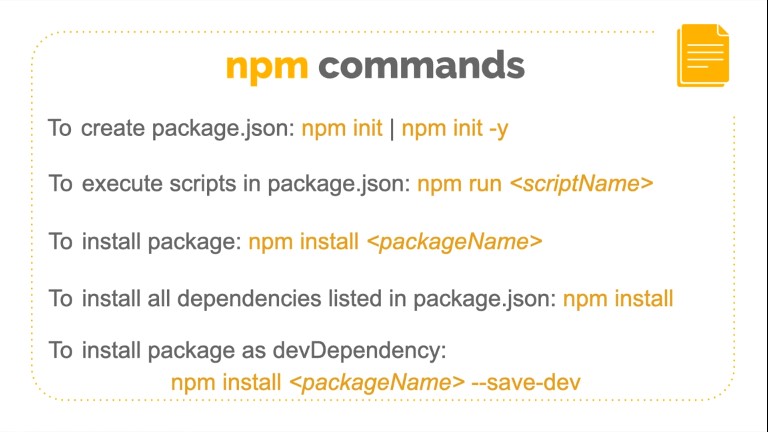 npm commands
To create package.json: npm init | npm init -y
To execute scripts in package.json: npm run <scriptName>
To install package: npm install <packageName>
To install all dependencies listed in package.json: npm install
To install package as devDependency:
npm install <packageName> --save-dev